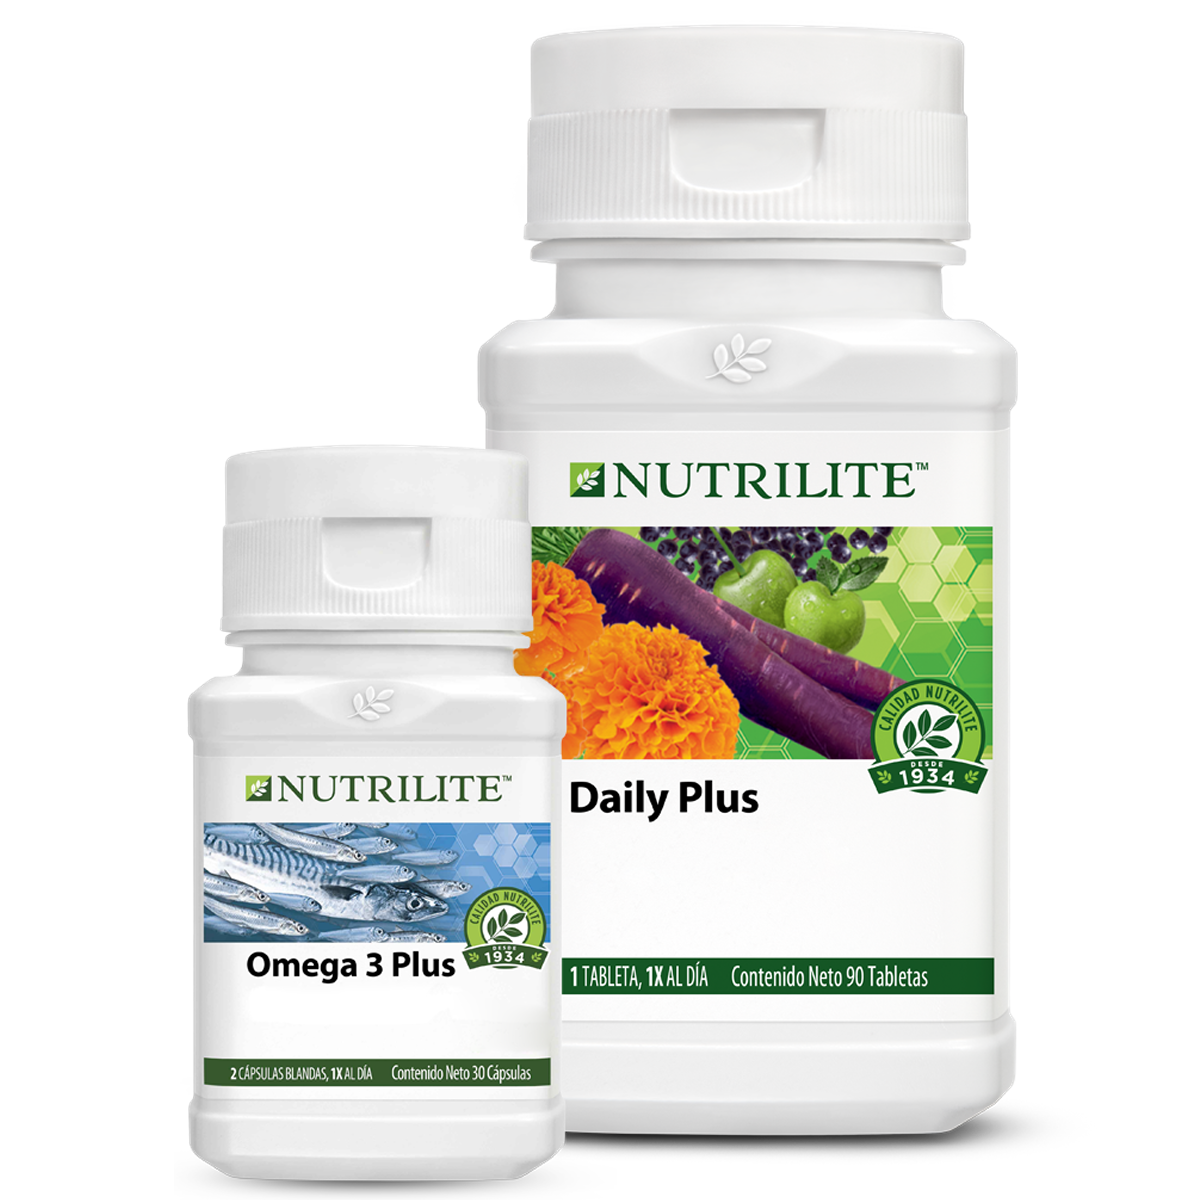 NUTRILITE™
CALIDAD NUTRILITE
DESDE
1934
Daily Plus
1 TABLETA, 1X AL DÍA Contenido Neto 90 Tabletas
NUTRILITE™
CALIDAD NUTRILITE
DESDE
1934
Omega 3 Plus
2 CÁPSULAS BLANDAS, 1X AL DÍA Contenido Neto 30 Cápsulas